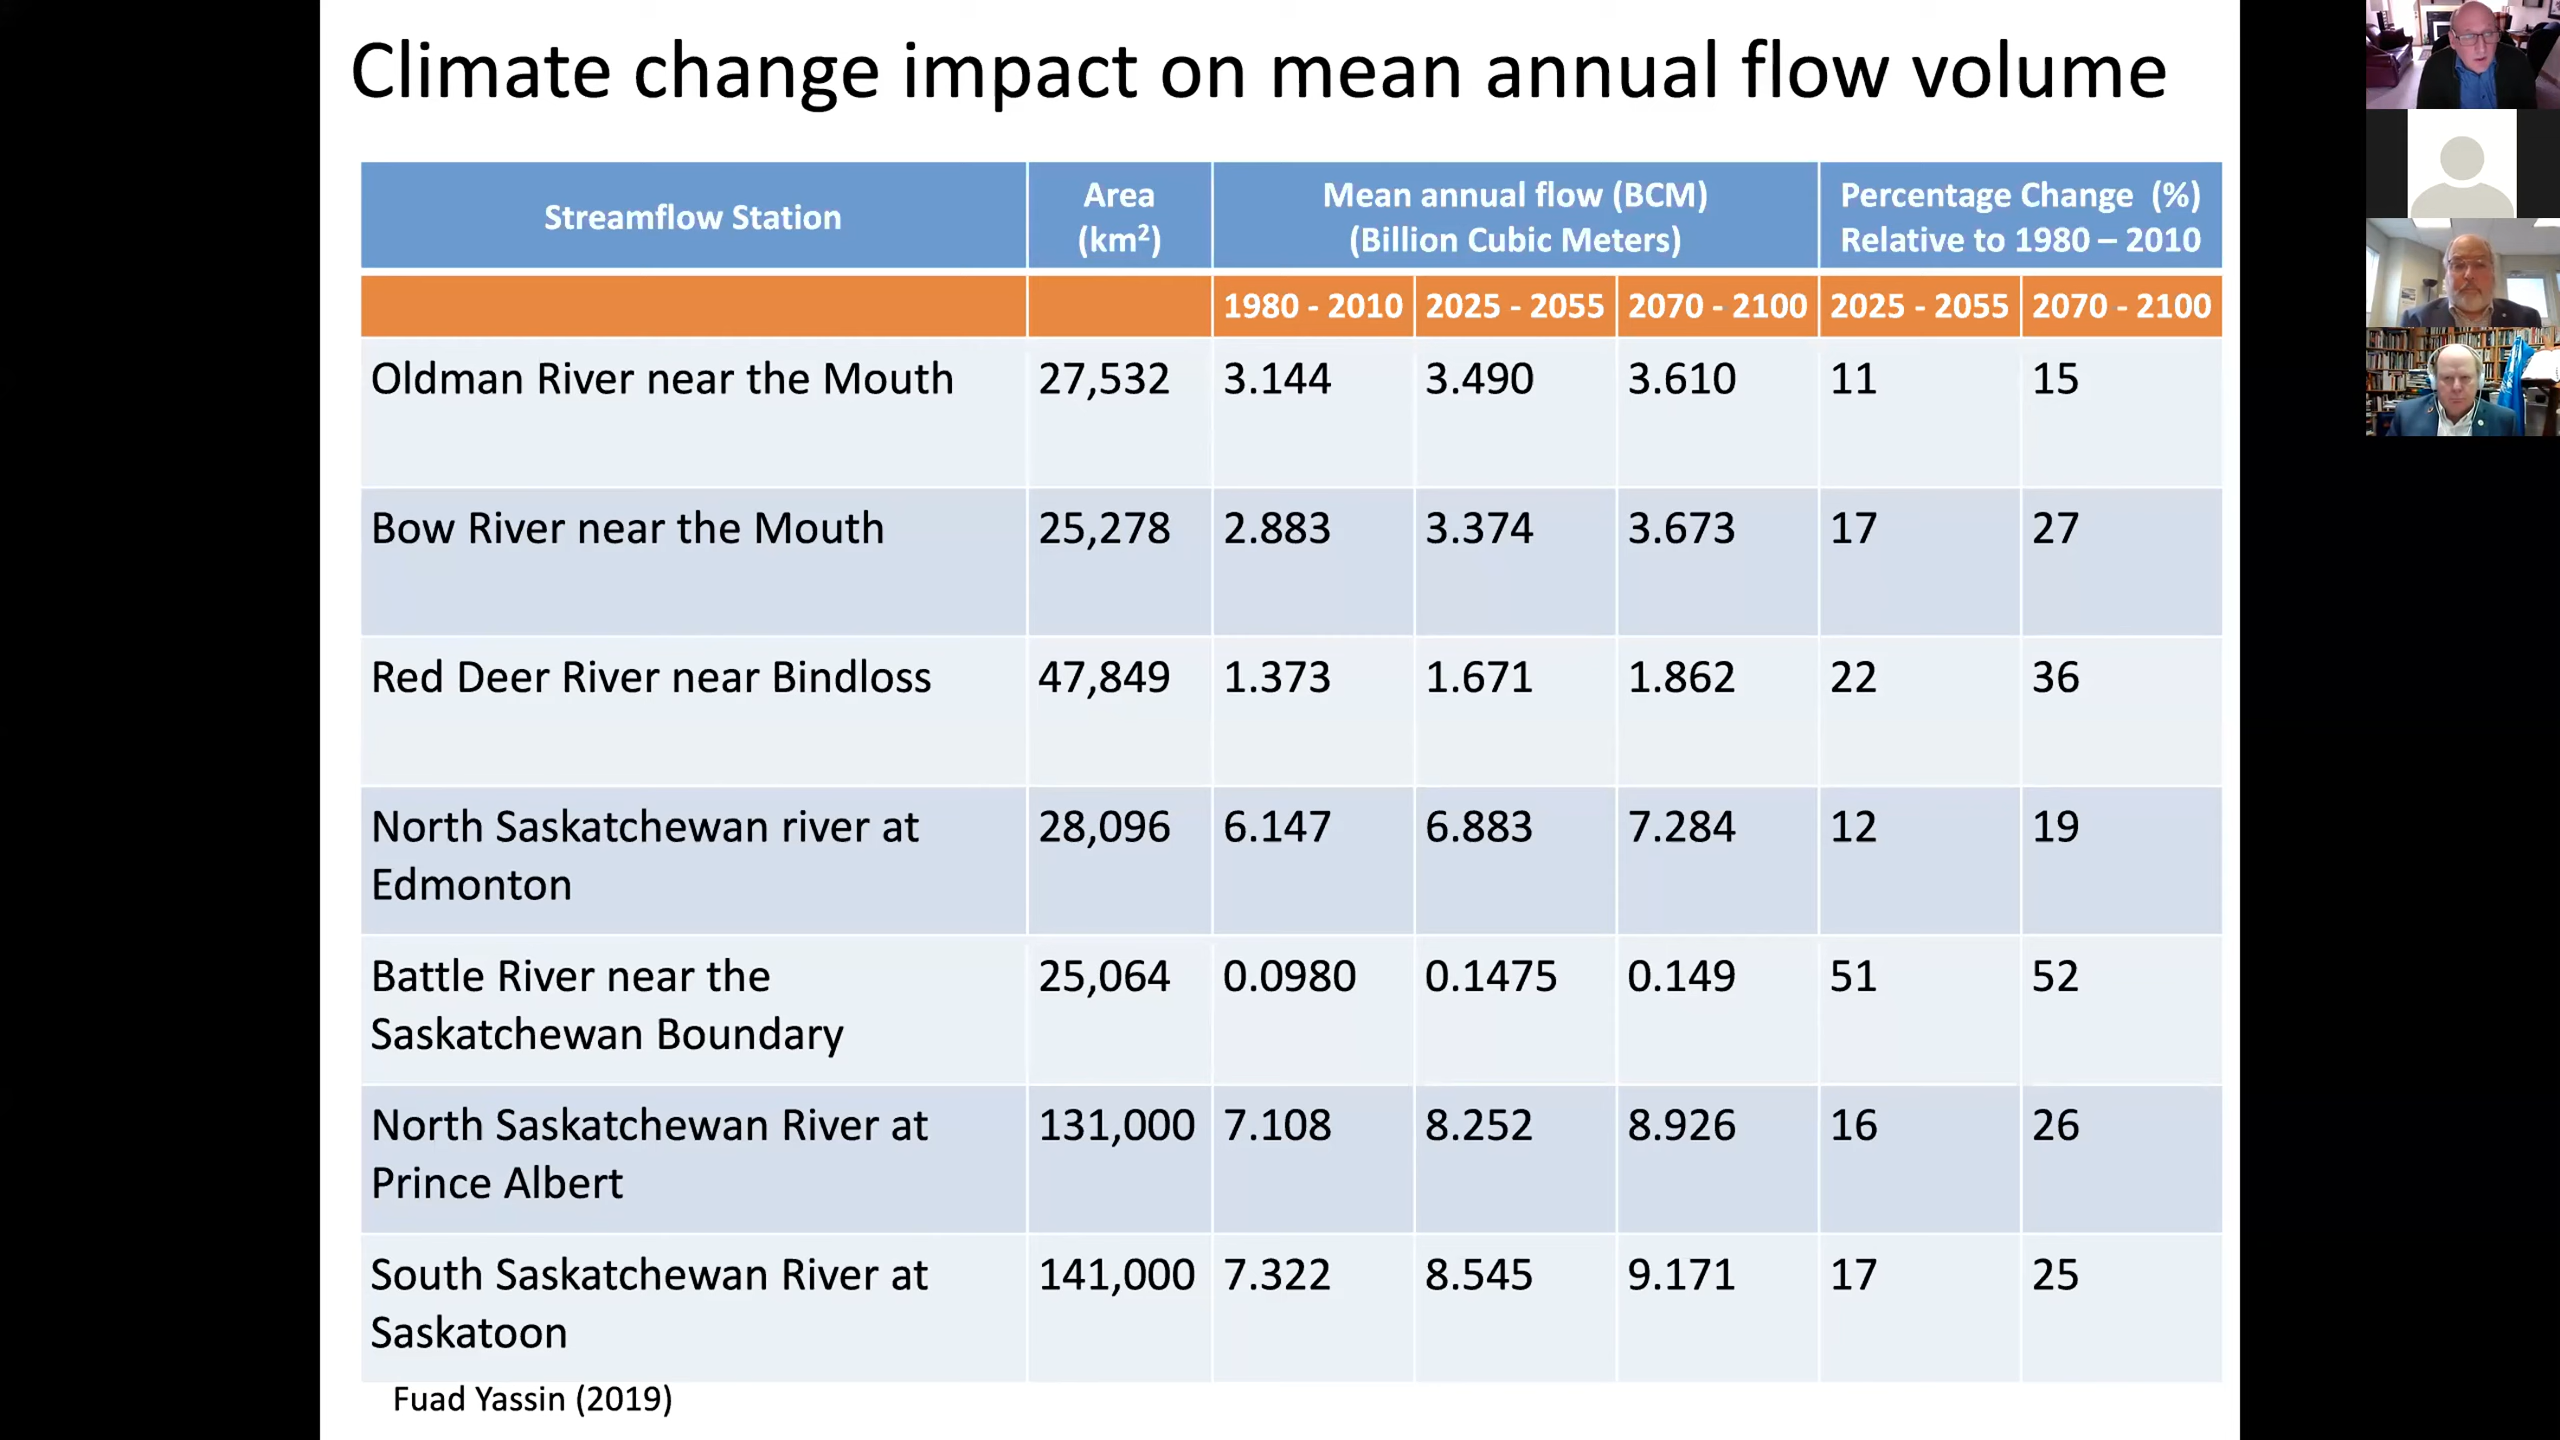 Climate change impact on mean annual flow volume
Streamflow Station
Area
(km²)
Mean annual flow (BCM)
(Billion Cubic Meters)
Percentage Change (%)
Relative to 1980 – 2010
1980 - 2010 2025 - 2055 2070 - 2100 2025 - 2055 2070 - 2100
Oldman River near the Mouth 27,532 3.144 3.490 3.610 11 15
Bow River near the Mouth 25,278 2.883 3.374 3.673 17 27
Red Deer River near Bindloss 47,849 1.373 1.671 1.862 22 36
North Saskatchewan river at 28,096 6.147 6.883 7.284 12 19
Edmonton
Battle River near the 25,064 0.0980 0.1475 0.149 51 52
Saskatchewan Boundary
North Saskatchewan River at 131,000 7.108 8.252 8.926 16 26
Prince Albert
South Saskatchewan River at 141,000 7.322 8.545 9.171 17 25
Saskatoon
Fuad Yassin (2019)